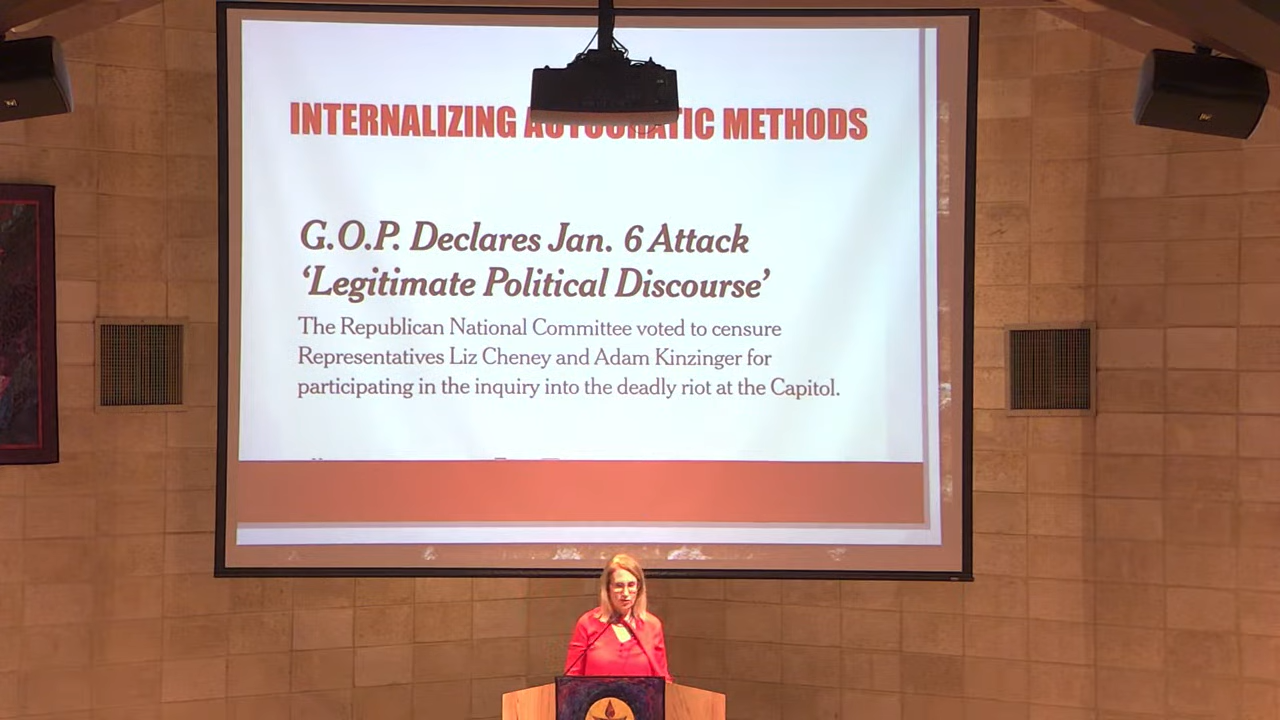 INTERNALIZING AUTOCRATIC METHODS
G.O.P. Declares Jan. 6 Attack
‘Legitimate Political Discourse’
The Republican National Committee voted to censure
Representatives Liz Cheney and Adam Kinzinger for
participating in the inquiry into the deadly riot at the Capitol.